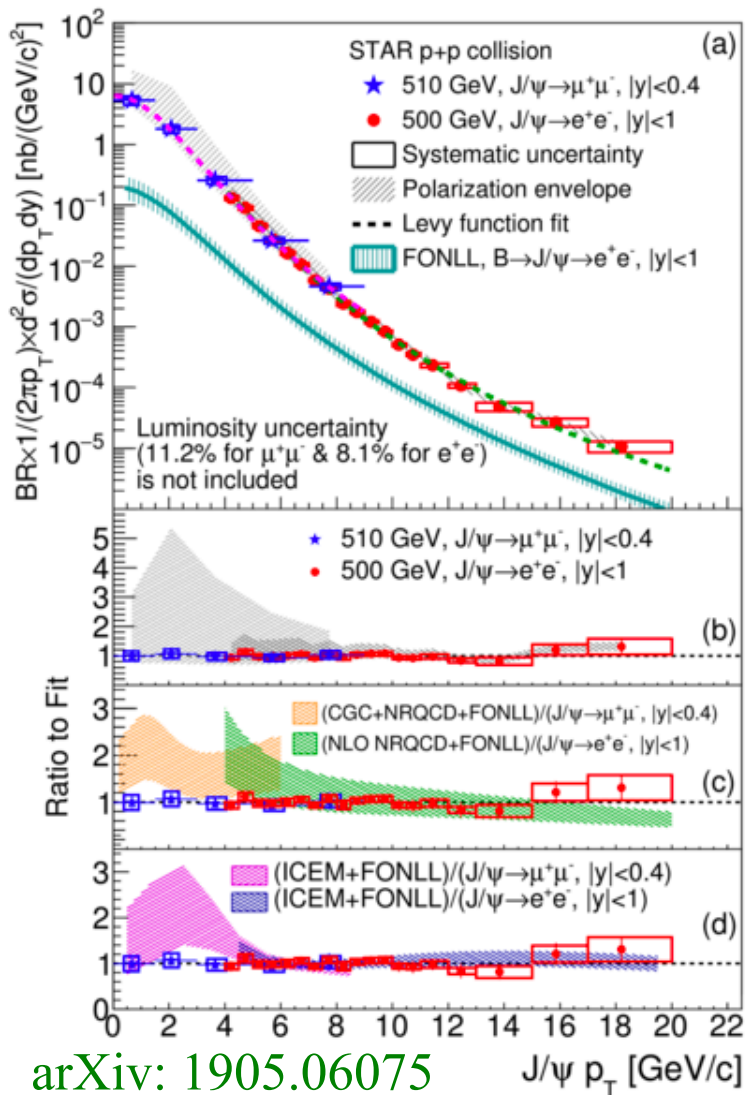 STAR p+p collision
(a)
510 GeV, J/ψ→μ⁺μ⁻, |y|<0.4
500 GeV, J/ψ→e⁺e⁻, |y|<1
Systematic uncertainty
Polarization envelope
Levy function fit
FONLL, B→J/ψ→e⁺e⁻, |y|<1
BR×1/(2πp_T)×d²σ/(dp_T dy) [nb/(GeV/c)²]
10²
10
1
10⁻¹
10⁻²
10⁻³
10⁻⁴
10⁻⁵
Luminosity uncertainty
(11.2% for μ⁺μ⁻ & 8.1% for e⁺e⁻)
is not included
510 GeV, J/ψ→μ⁺μ⁻, |y|<0.4
500 GeV, J/ψ→e⁺e⁻, |y|<1
(b)
5
4
3
2
1
Ratio to Fit
(CGC+NRQCD+FONLL)/(J/ψ→μ⁺μ⁻, |y|<0.4)
(NLO NRQCD+FONLL)/(J/ψ→e⁺e⁻, |y|<1)
(c)
3
2
1
(ICEM+FONLL)/(J/ψ→μ⁺μ⁻, |y|<0.4)
(ICEM+FONLL)/(J/ψ→e⁺e⁻, |y|<1)
(d)
3
2
1
0
0 2 4 6 8 10 12 14 16 18 20 22
J/ψ p_T [GeV/c]
arXiv: 1905.06075